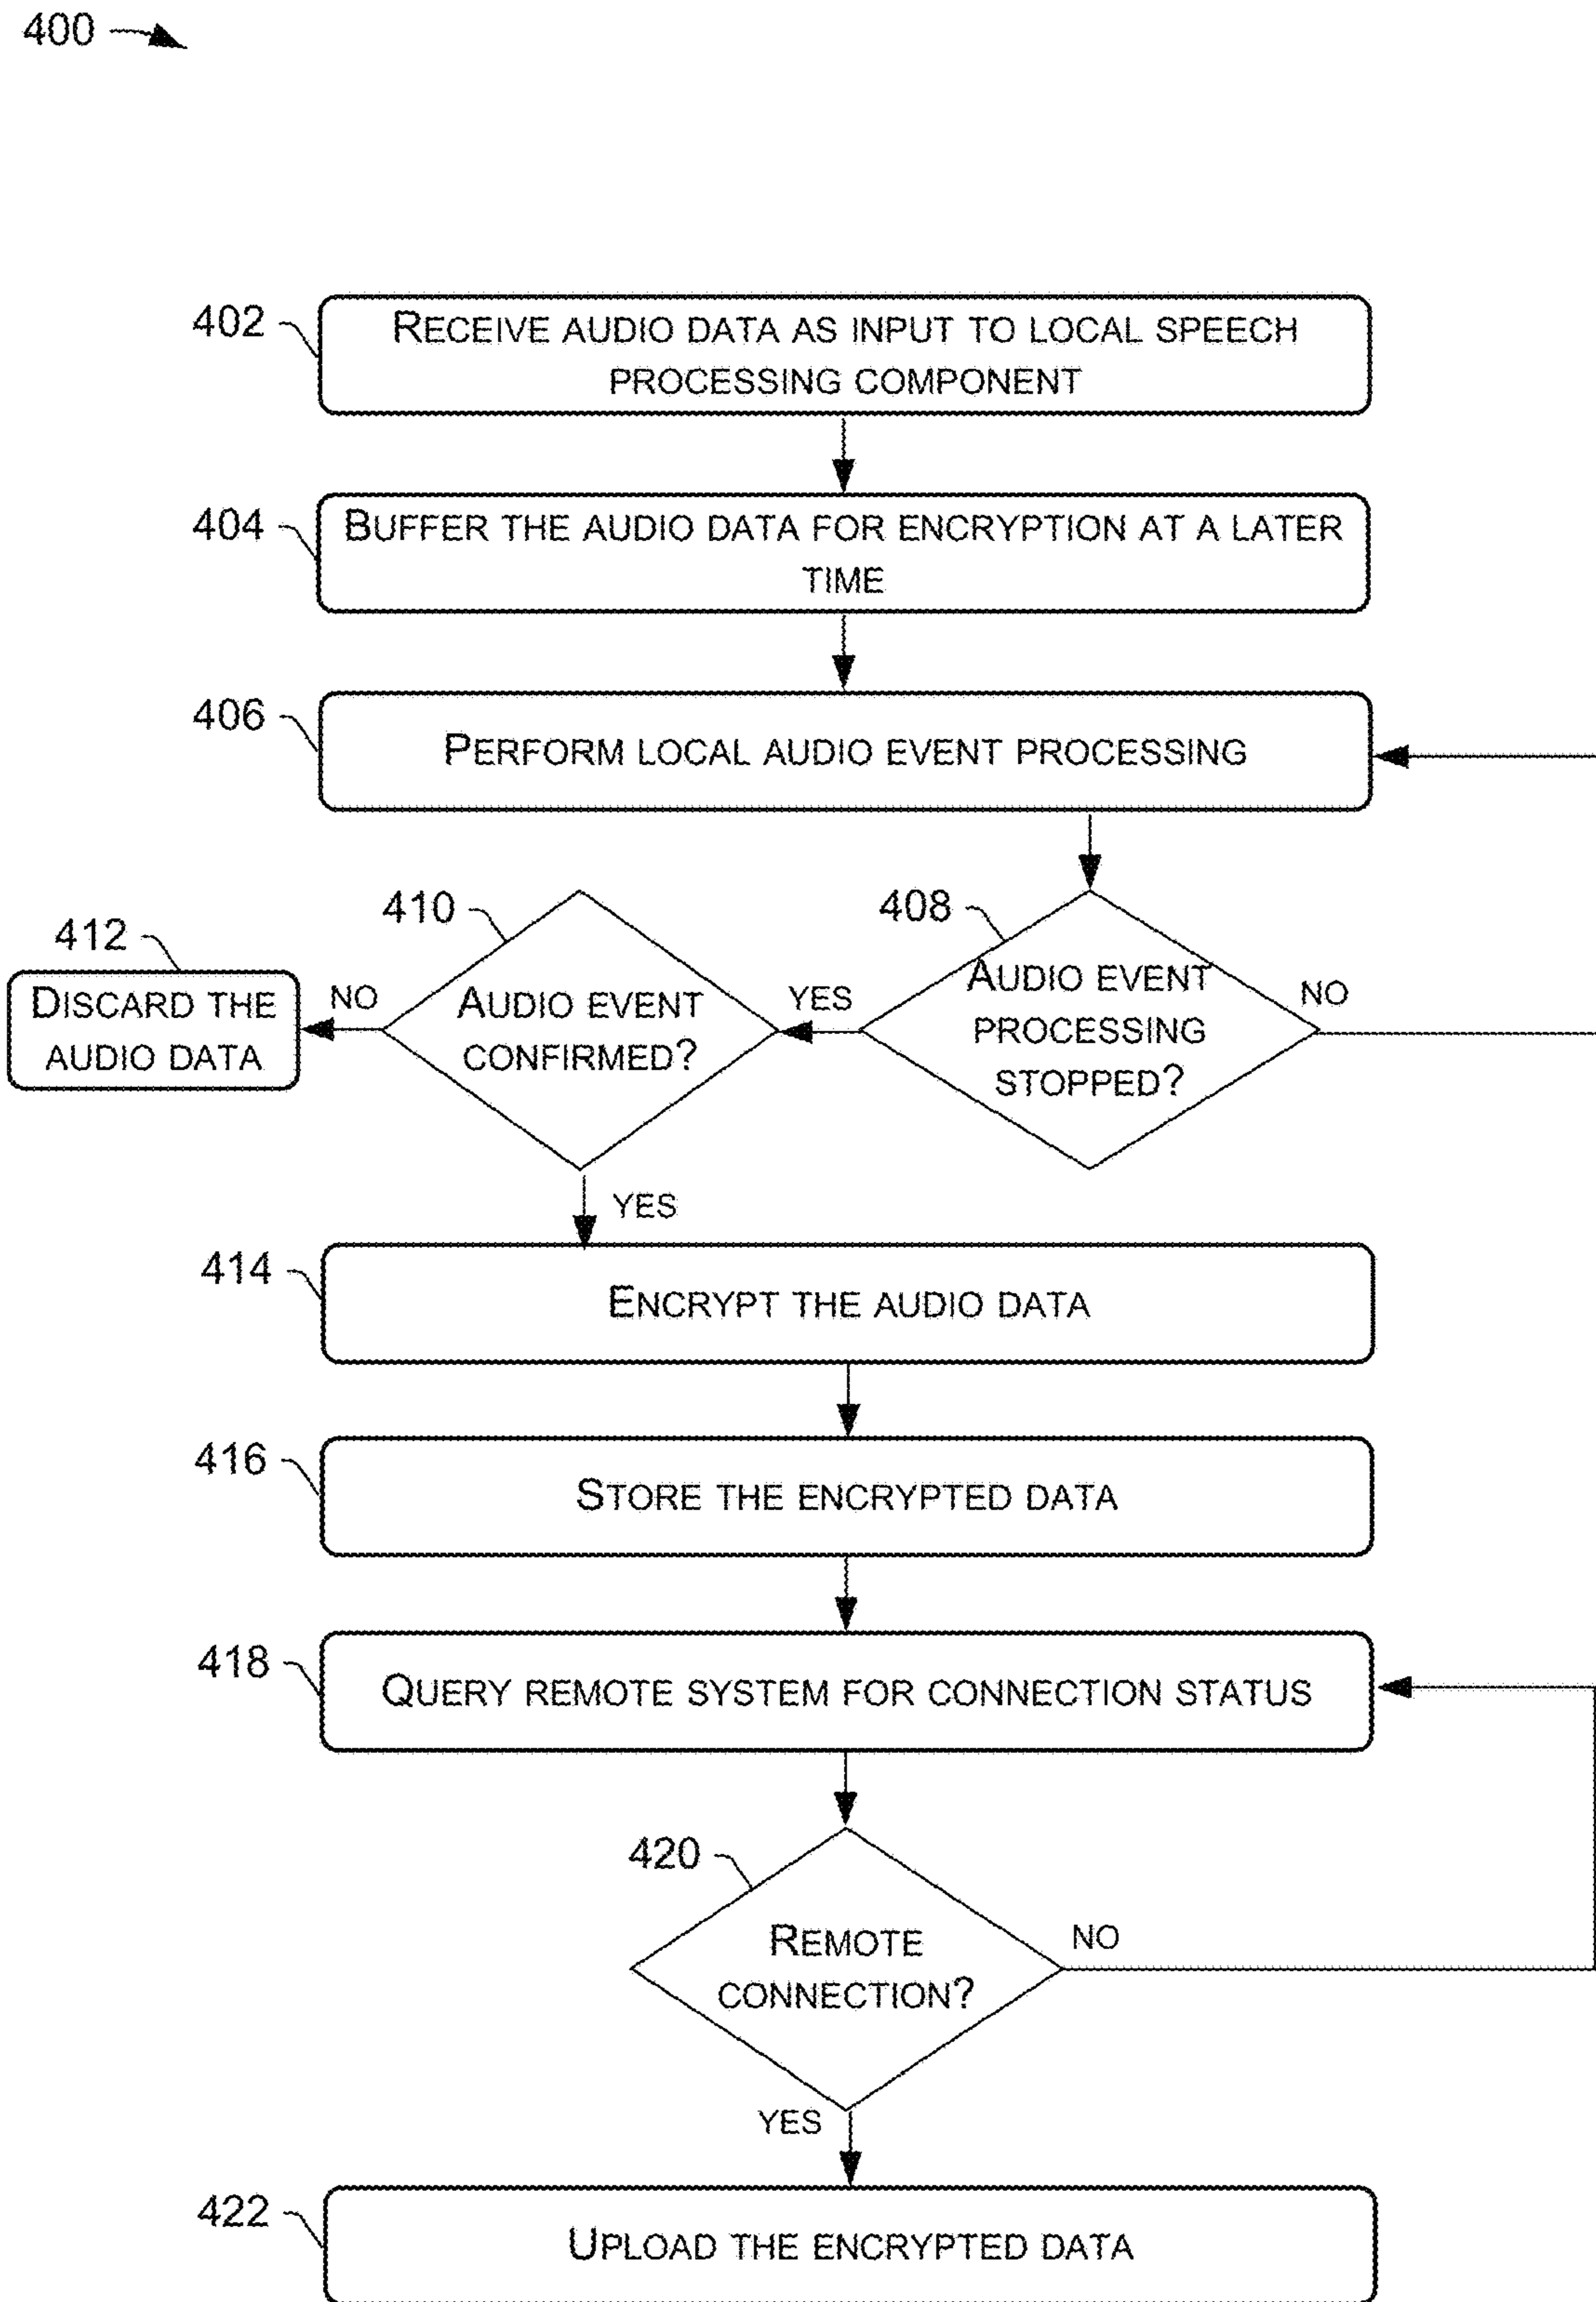 400
402
RECEIVE AUDIO DATA AS INPUT TO LOCAL SPEECH
PROCESSING COMPONENT
404
BUFFER THE AUDIO DATA FOR ENCRYPTION AT A LATER
TIME
406
PERFORM LOCAL AUDIO EVENT PROCESSING
408
AUDIO EVENT
PROCESSING
STOPPED?
NO
YES
410
AUDIO EVENT
CONFIRMED?
NO
412
DISCARD THE
AUDIO DATA
YES
414
ENCRYPT THE AUDIO DATA
416
STORE THE ENCRYPTED DATA
418
QUERY REMOTE SYSTEM FOR CONNECTION STATUS
420
REMOTE
CONNECTION?
NO
YES
422
UPLOAD THE ENCRYPTED DATA